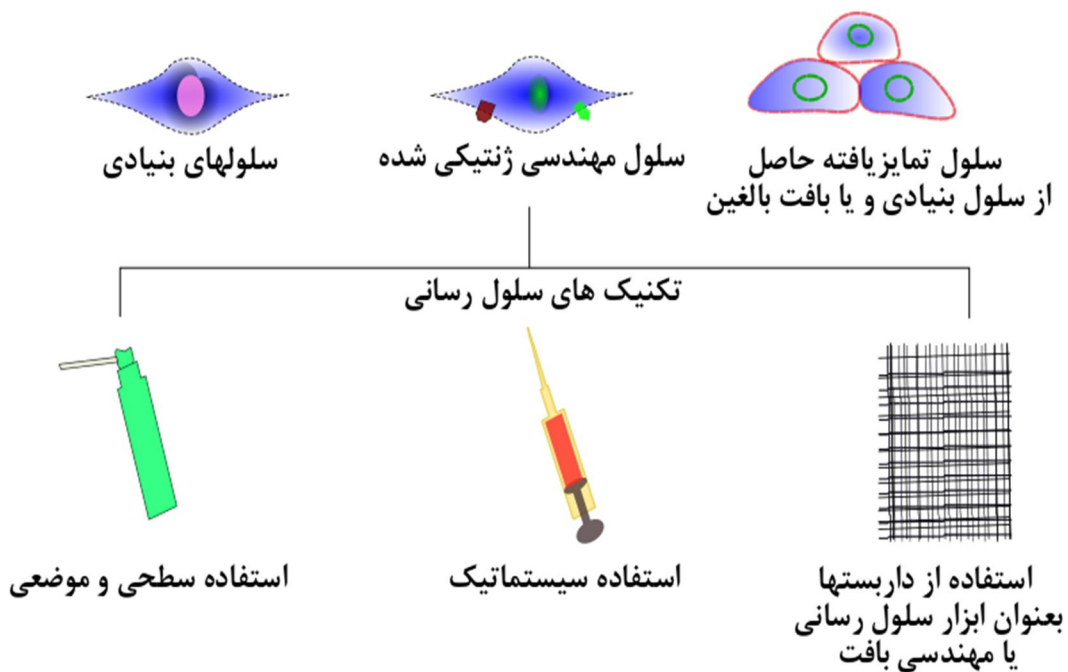 سلول تمایزیافته حاصل
از سلول بنیادی و یا بافت بالغین
سلول مهندسی ژنتیکی شده
سلولهای بنیادی
تکنیک های سلول رسانی
استفاده از داربستها
بعنوان ابزار سلول رسانی
یا مهندسی بافت
استفاده سیستماتیک
استفاده سطحی و موضعی